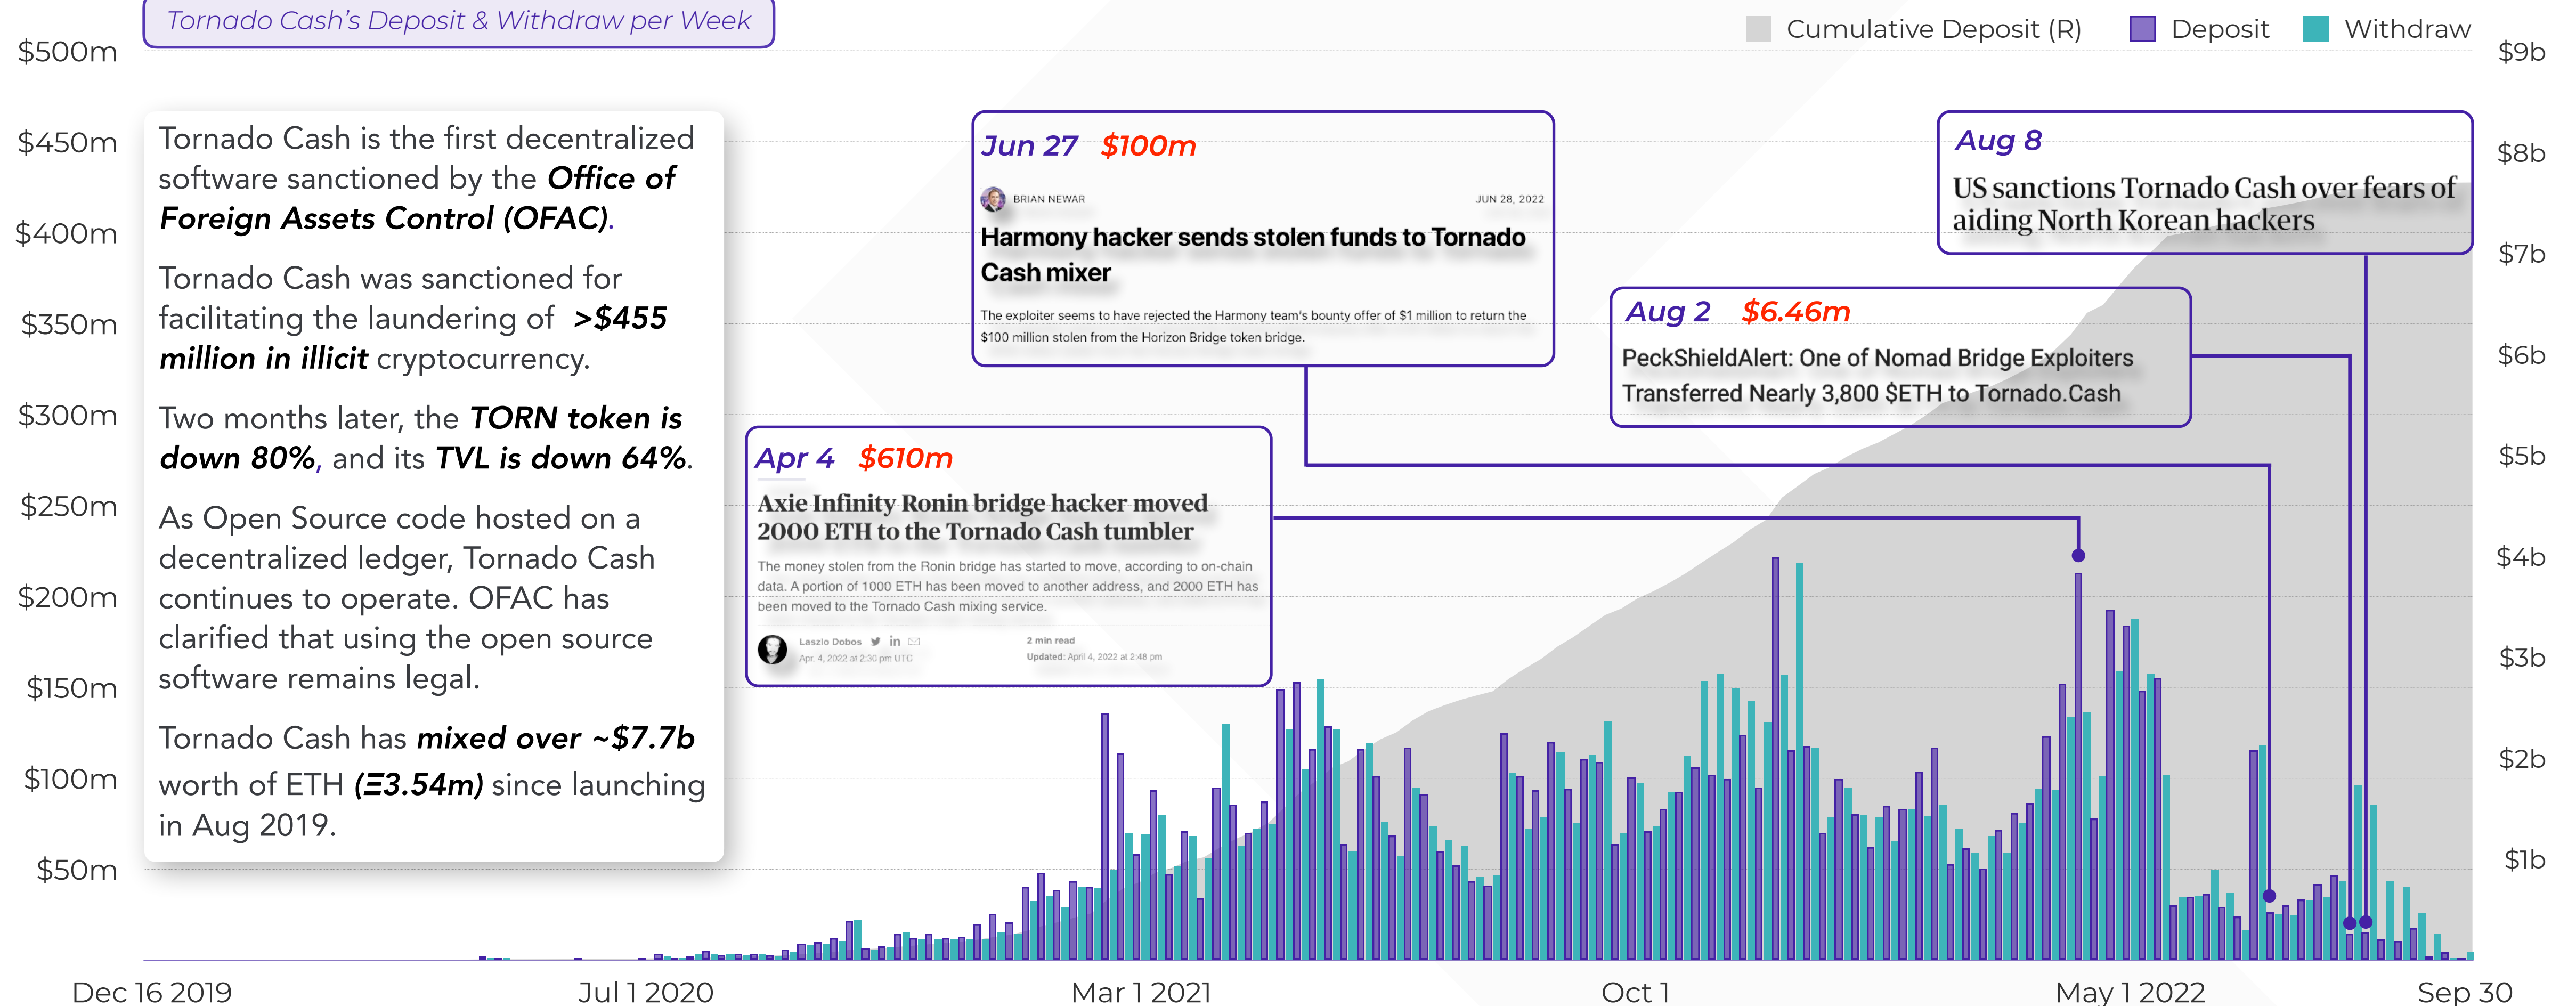 Tornado Cash's Deposit & Withdraw per Week
Cumulative Deposit (R)
Deposit
Withdraw
$500m
$450m
$400m
$350m
$300m
$250m
$200m
$150m
$100m
$50m
Tornado Cash is the first decentralized
software sanctioned by the Office of
Foreign Assets Control (OFAC).
Tornado Cash was sanctioned for
facilitating the laundering of >$455
million in illicit cryptocurrency.
Two months later, the TORN token is
down 80%, and its TVL is down 64%.
As Open Source code hosted on a
decentralized ledger, Tornado Cash
continues to operate. OFAC has
clarified that using the open source
software remains legal.
Tornado Cash has mixed over ~$7.7b
worth of ETH (Ξ3.54m) since launching
in Aug 2019.
Apr 4 $610m
Axie Infinity Ronin bridge hacker moved
2000 ETH to the Tornado Cash tumbler
The money stolen from the Ronin bridge has started to move, according to on-chain
data. A portion of 1000 ETH has been moved to another address, and 2000 ETH has
been moved to the Tornado Cash mixing service.
Laszlo Dobos
Apr. 4, 2022 at 2:30 pm UTC
2 min read
Updated: April 4, 2022 at 2:48 pm
Jun 27 $100m
BRIAN NEWAR
JUN 28, 2022
Harmony hacker sends stolen funds to Tornado
Cash mixer
The exploiter seems to have rejected the Harmony team's bounty offer of $1 million to return the
$100 million stolen from the Horizon Bridge token bridge.
Aug 2 $6.46m
PeckShieldAlert: One of Nomad Bridge Exploiters
Transferred Nearly 3,800 $ETH to Tornado.Cash
Aug 8
US sanctions Tornado Cash over fears of
aiding North Korean hackers
$9b
$8b
$7b
$6b
$5b
$4b
$3b
$2b
$1b
Dec 16 2019
Jul 1 2020
Mar 1 2021
Oct 1
May 1 2022
Sep 30